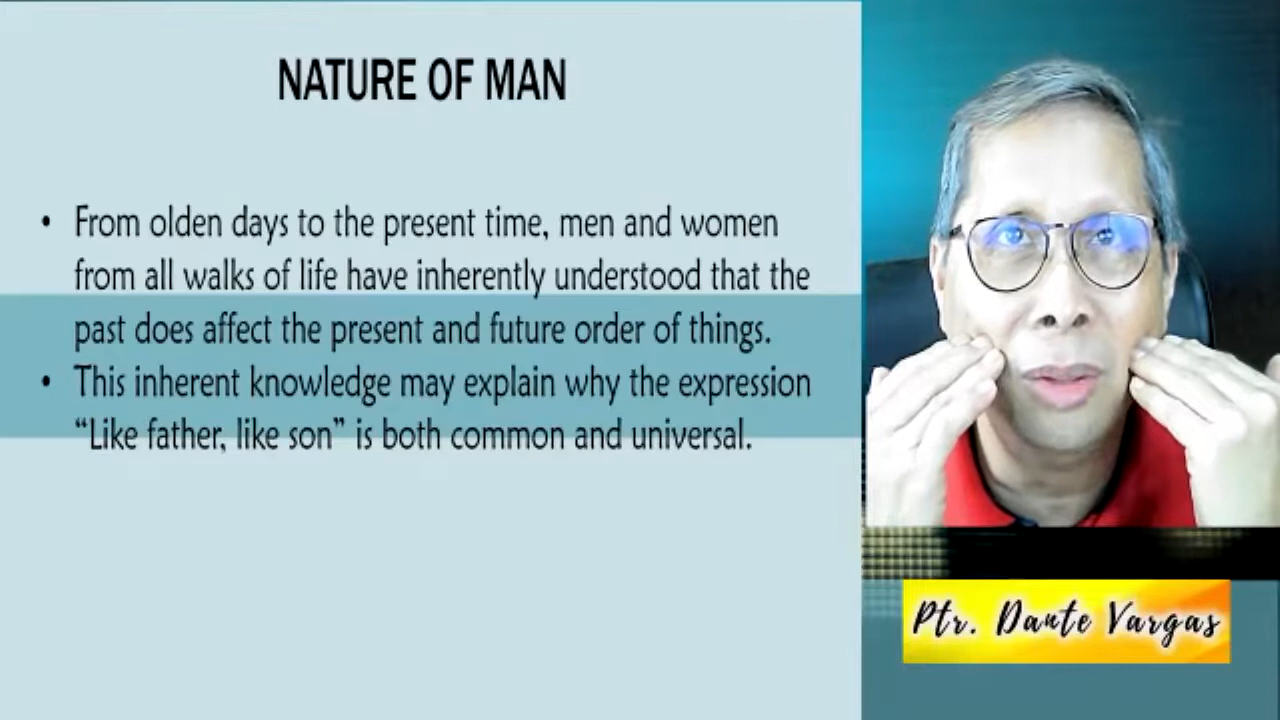 NATURE OF MAN
• From olden days to the present time, men and women
from all walks of life have inherently understood that the
past does affect the present and future order of things.
• This inherent knowledge may explain why the expression
“Like father, like son” is both common and universal.
Ptr. Dante Vargas